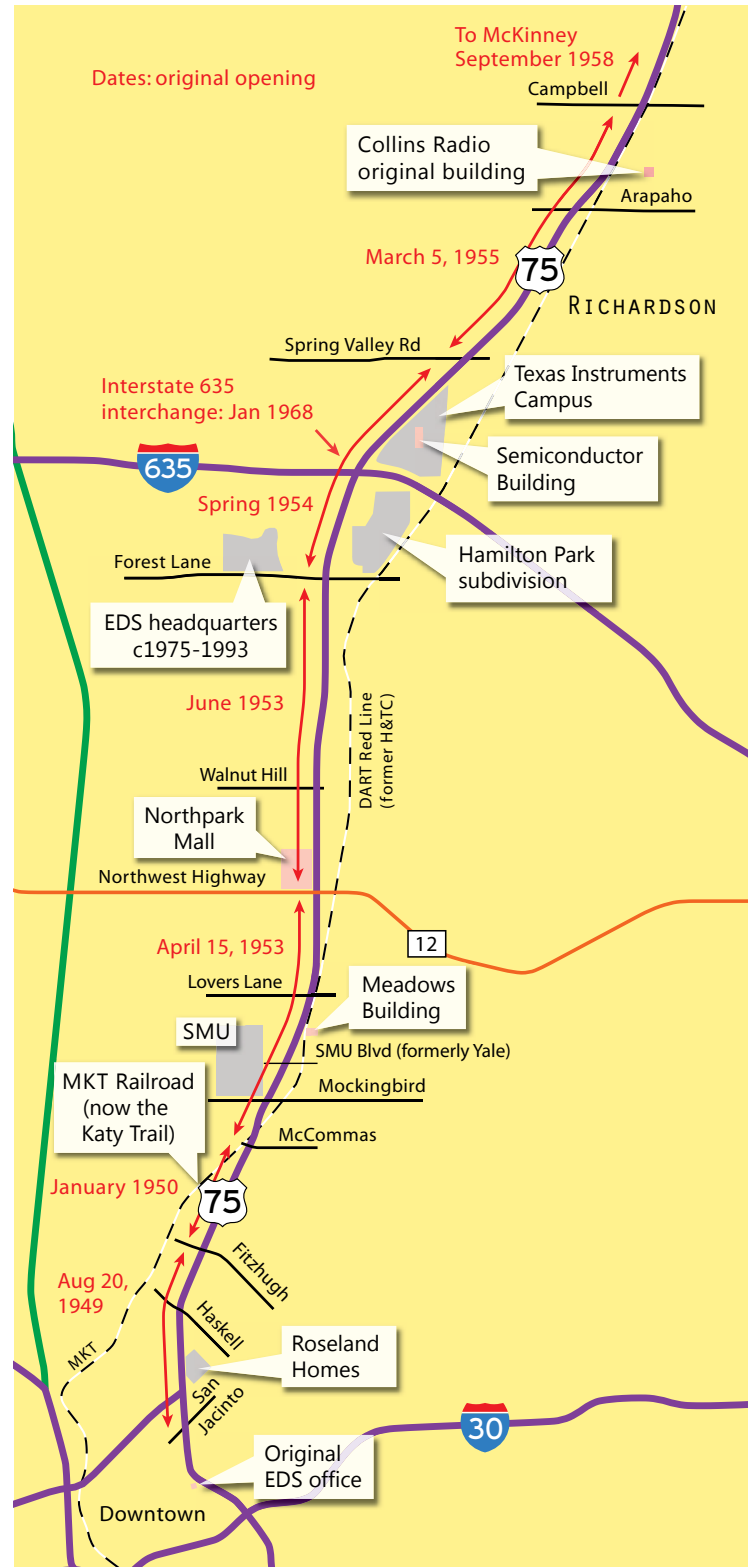 To McKinney
September 1958
Dates: original opening
Campbell
Collins Radio
original building
Arapaho
March 5, 1955
75
RICHARDSON
Spring Valley Rd
Texas Instruments
Campus
Interstate 635
interchange: Jan 1968
635
Semiconductor
Building
Spring 1954
Forest Lane
Hamilton Park
subdivision
EDS headquarters
c1975-1993
June 1953
DART Red Line
(former H&TC)
Walnut Hill
Northpark
Mall
Northwest Highway
12
April 15, 1953
Lovers Lane
Meadows
Building
SMU
SMU Blvd (formerly Yale)
MKT Railroad
(now the
Katy Trail)
Mockingbird
McCommas
January 1950
75
Fitzhugh
Aug 20,
1949
Haskell
MKT
Roseland
Homes
San
Jacinto
30
Original
EDS office
Downtown